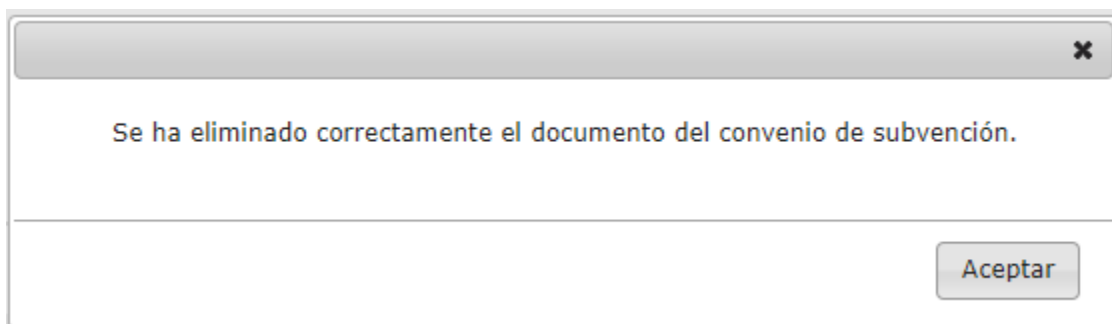 Se ha eliminado correctamente el documento del convenio de subvención.
Aceptar